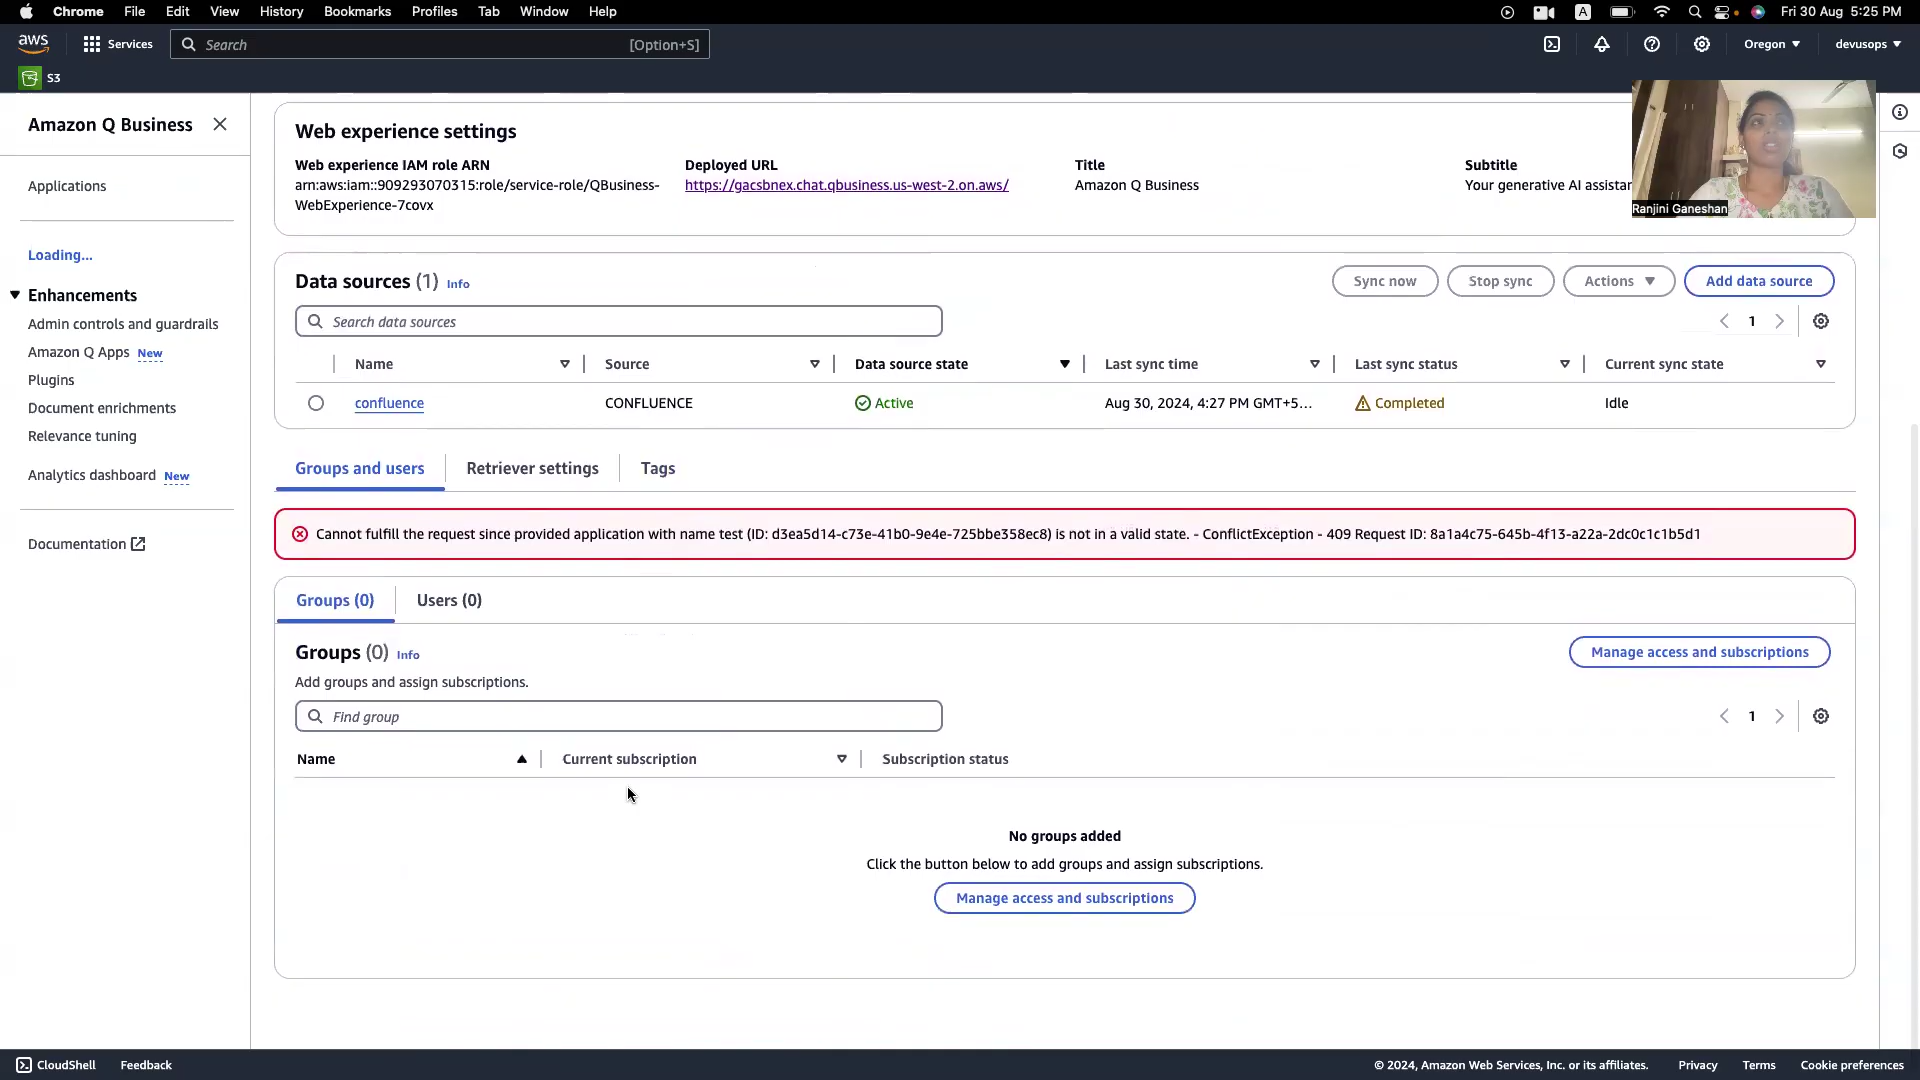 Chrome File Edit View History Bookmarks Profiles Tab Window Help A Fri 30 Aug 5:25 PM
aws Services Search [Option+S] Oregon devusops
S3
Amazon Q Business
Applications
Loading...
Enhancements
Admin controls and guardrails
Amazon Q Apps New
Plugins
Document enrichments
Relevance tuning
Analytics dashboard New
Documentation
Web experience settings
Web experience IAM role ARN
arn:aws:iam::909293070315:role/service-role/QBusiness-
WebExperience-7covx
Deployed URL
https://gacsbnex.chat.qbusiness.us-west-2.on.aws/
Title
Amazon Q Business
Subtitle
Your generative AI assistan
Ranjini Ganeshan
Data sources (1) Info
Sync now Stop sync Actions Add data source
Search data sources
1
Name Source Data source state Last sync time Last sync status Current sync state
confluence CONFLUENCE Active Aug 30, 2024, 4:27 PM GMT+5... Completed Idle
Groups and users Retriever settings Tags
Cannot fulfill the request since provided application with name test (ID: d3ea5d14-c73e-41b0-9e4e-725bbe358ec8) is not in a valid state. - ConflictException - 409 Request ID: 8a1a4c75-645b-4f13-a22a-2dc0c1c1b5d1
Groups (0) Users (0)
Groups (0) Info
Manage access and subscriptions
Add groups and assign subscriptions.
Find group
1
Name Current subscription Subscription status
No groups added
Click the button below to add groups and assign subscriptions.
Manage access and subscriptions
CloudShell Feedback © 2024, Amazon Web Services, Inc. or its affiliates. Privacy Terms Cookie preferences